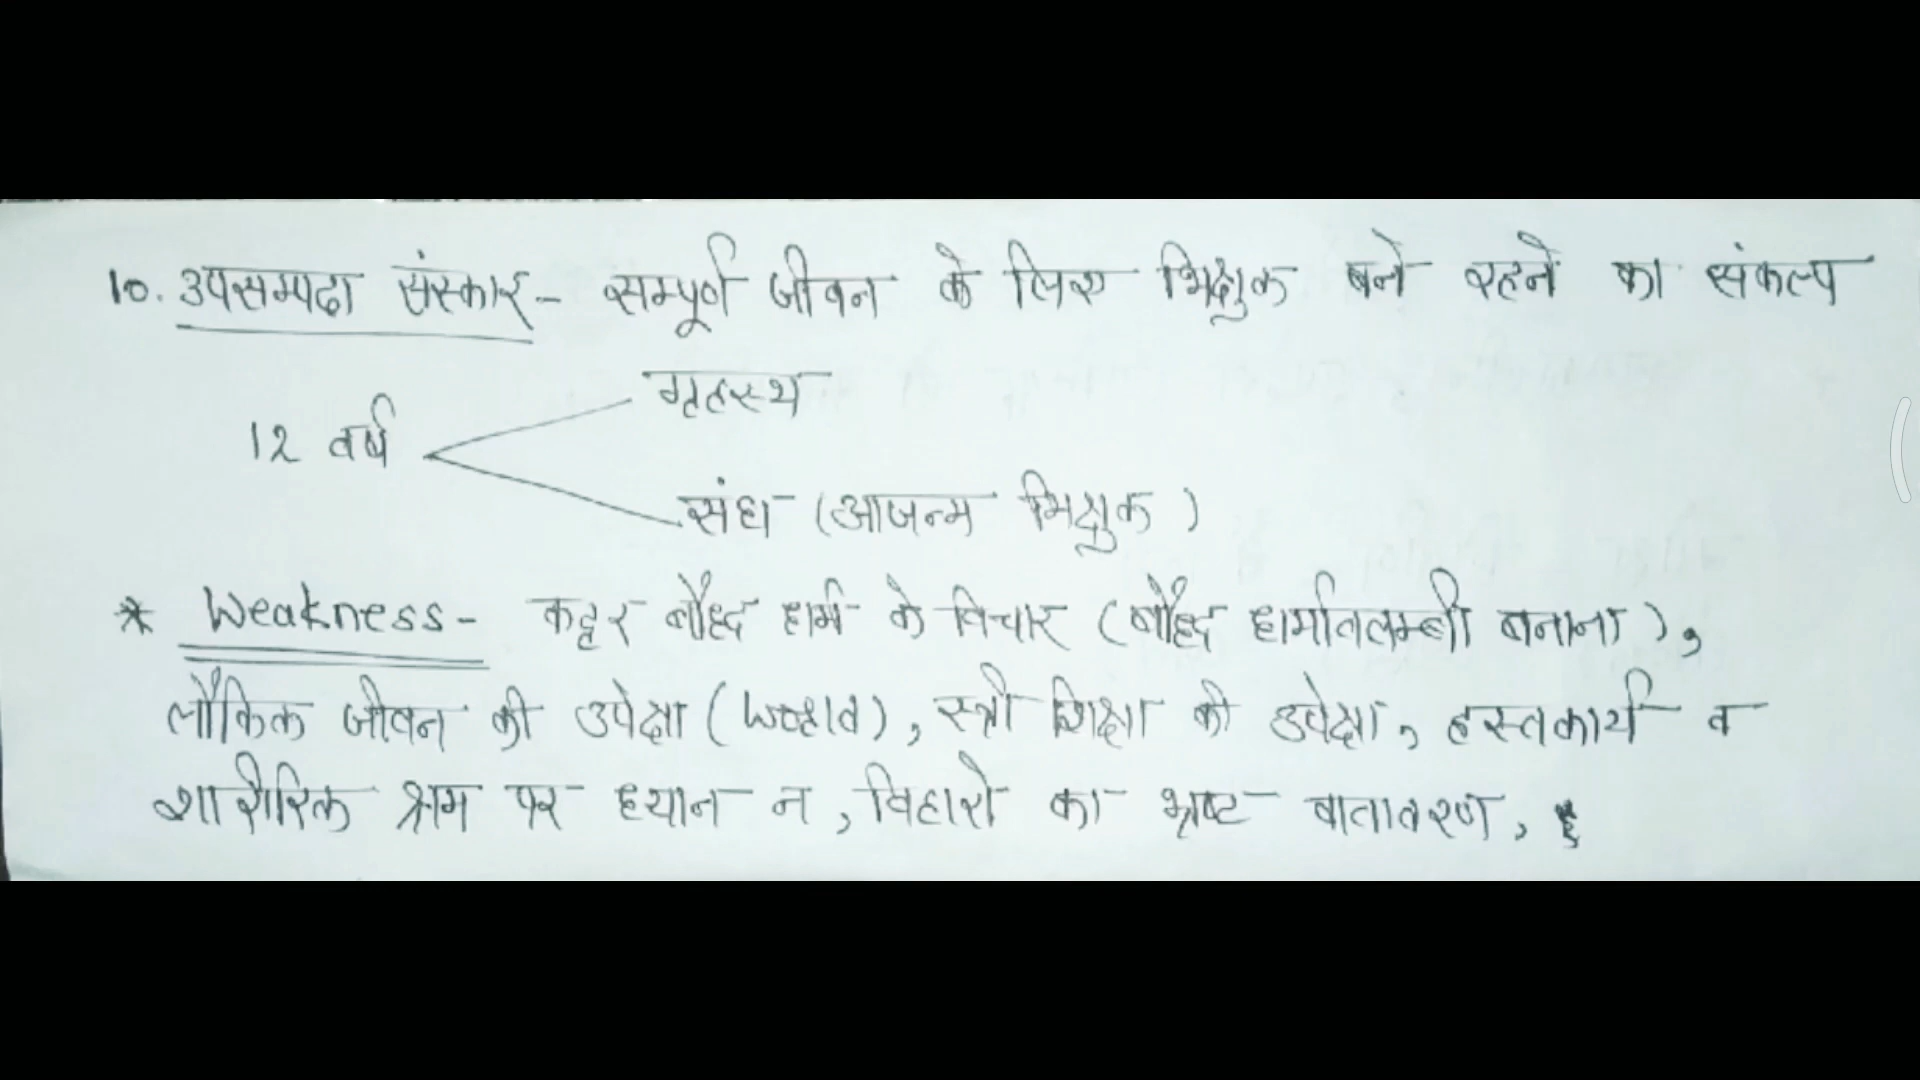 10. उपसम्पदा संस्कार - सम्पूर्ण जीवन के लिए भिक्षुक बने रहने का संकल्प
गृहस्थ
12 वर्ष
संघ (आजन्म भिक्षुक)
* Weakness - कट्टर बौद्ध धर्म के विचार (बौद्ध धर्मावलम्बी बनाना),
लौकिक जीवन की उपेक्षा ( ), स्त्री शिक्षा की उपेक्षा, हस्तकार्य व
शारीरिक श्रम पर ध्यान न, विहारो का भ्रष्ट वातावरण,